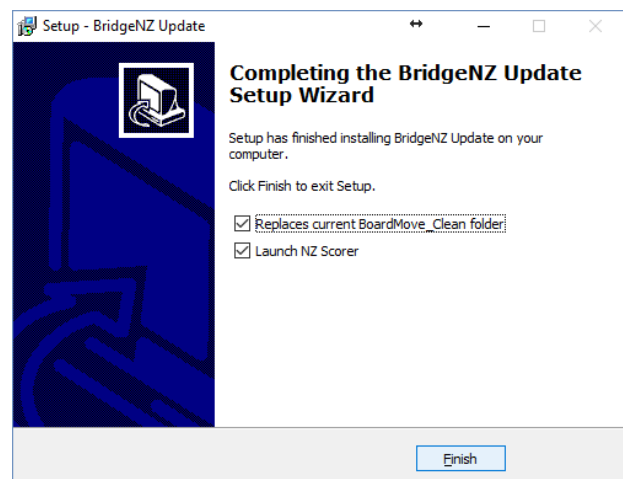 Setup - BridgeNZ Update
Completing the BridgeNZ Update
Setup Wizard
Setup has finished installing BridgeNZ Update on your
computer.
Click Finish to exit Setup.
Replaces current BoardMove_Clean folder
Launch NZ Scorer
Finish